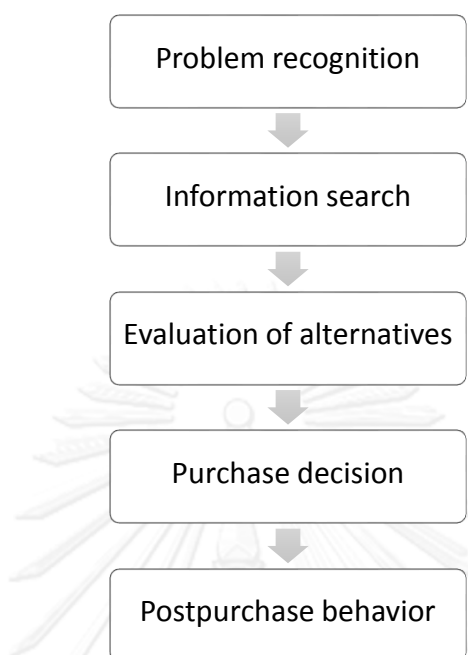 Problem recognition
Information search
Evaluation of alternatives
Purchase decision
Postpurchase behavior